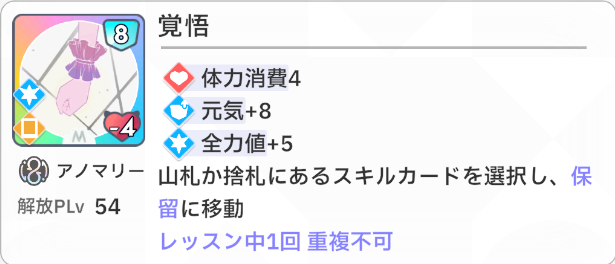 覚悟
8
-4
体力消費4
元気+8
全力値+5
アノマリー
解放PLv 54
山札か捨札にあるスキルカードを選択し、保
留に移動
レッスン中1回 重複不可